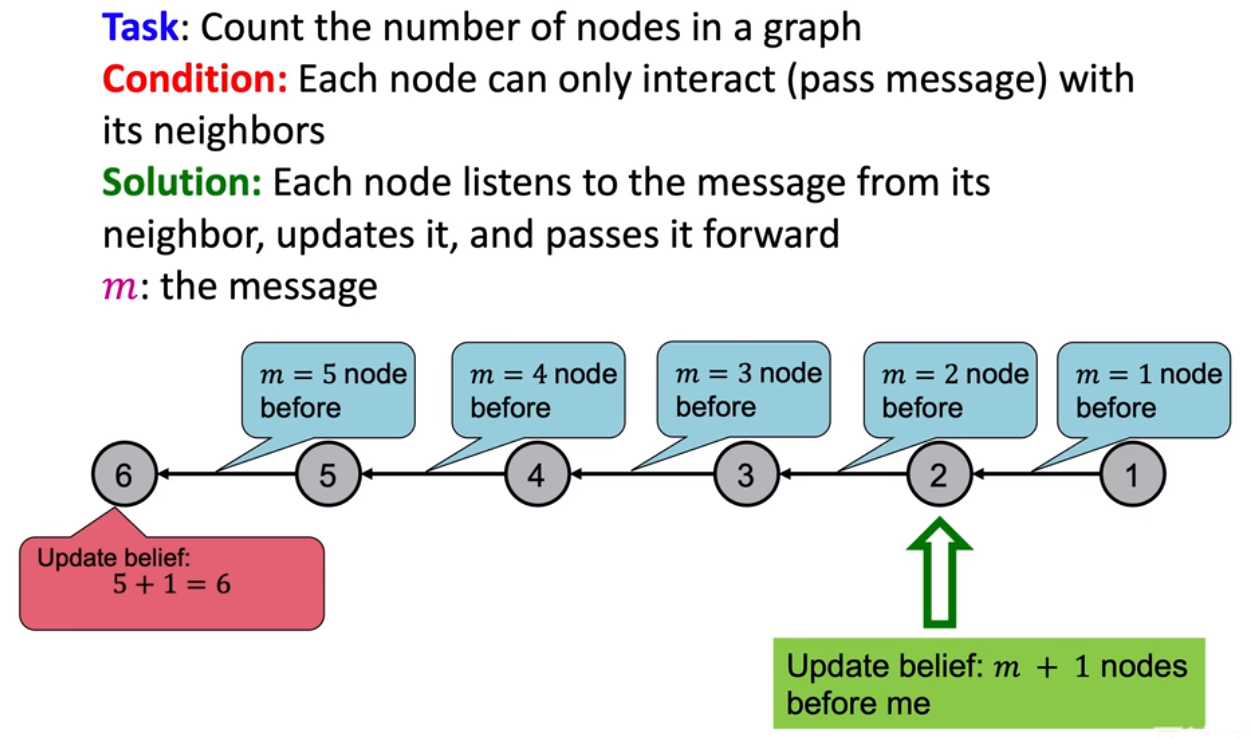 Task: Count the number of nodes in a graph
Condition: Each node can only interact (pass message) with
its neighbors
Solution: Each node listens to the message from its
neighbor, updates it, and passes it forward
m: the message
m = 5 node
before
m = 4 node
before
m = 3 node
before
m = 2 node
before
m = 1 node
before
6
5
4
3
2
1
Update belief:
5 + 1 = 6
Update belief: m + 1 nodes
before me